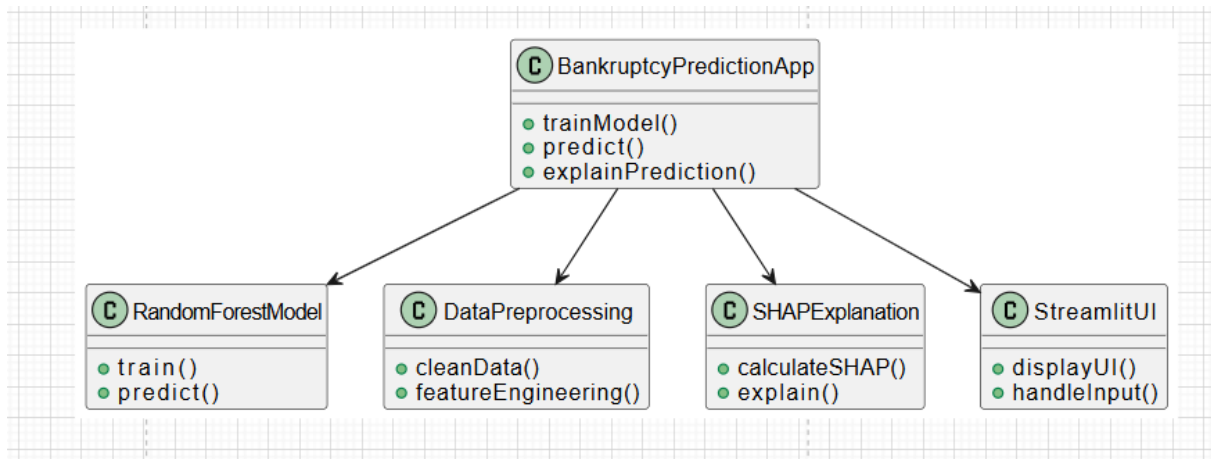 C BankruptcyPredictionApp
trainModel()
predict()
explainPrediction()
C RandomForestModel
train()
predict()
C DataPreprocessing
cleanData()
featureEngineering()
C SHAPExplanation
calculateSHAP()
explain()
C StreamlitUI
displayUI()
handleInput()